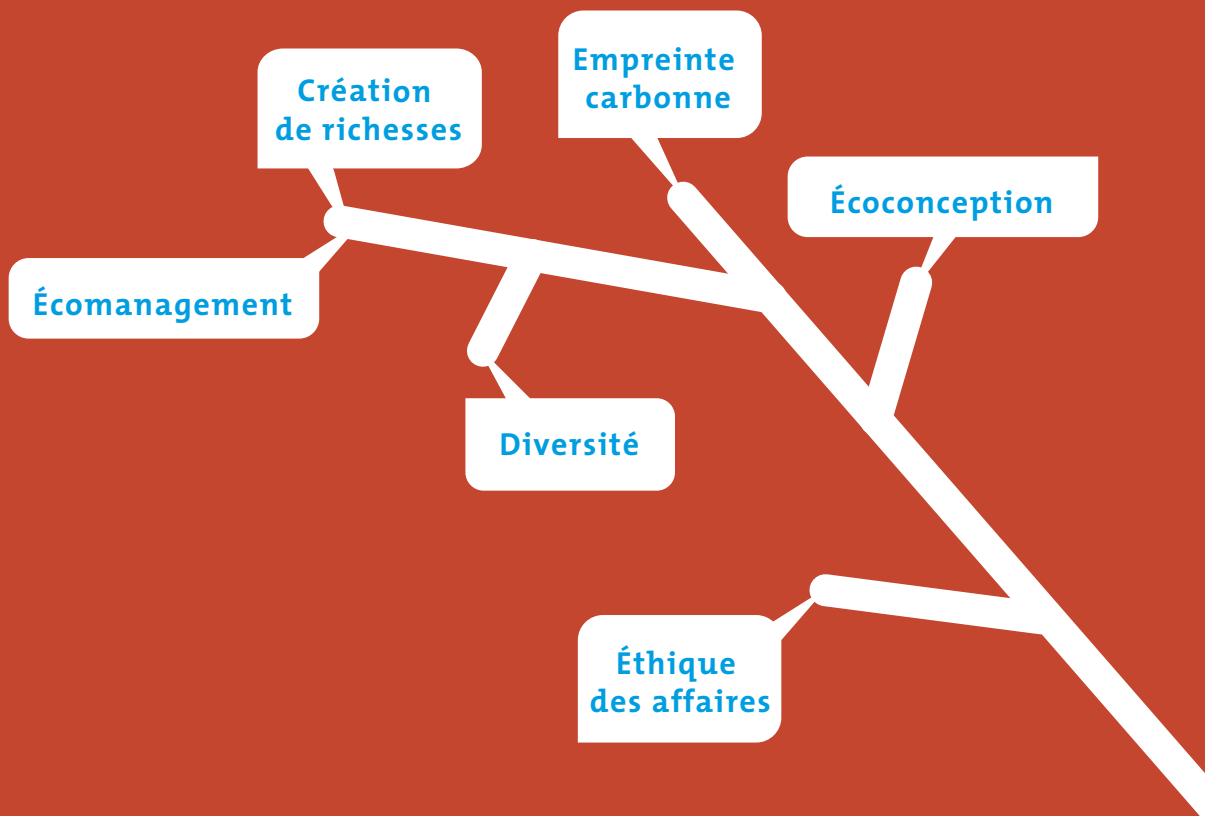 Empreinte
carbonne
Création
de richesses
Écoconception
Écomanagement
Diversité
Éthique
des affaires